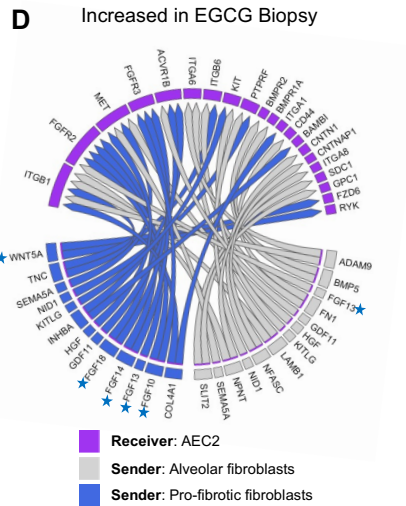 D
Increased in EGCG Biopsy
ITGB1
FGFR2
MET
FGFR3
ACVR1B
ITGA6
ITGB6
KIT
PTPRF
BMPR2
BMPR1A
ITGA1
CD44
BAMBI
CNTN1
CNTNAP1
ITGA8
SDC1
GPC1
FZD6
RYK
ADAM9
BMP5
FGF13
FN1
GDF11
HGF
KITLG
LAMB1
NFASC
NID1
NPNT
SEMA5A
SLIT2
COL4A1
FGF10
FGF13
FGF14
FGF18
GDF11
HGF
INHBA
KITLG
NID1
SEMA5A
TNC
WNT5A
Receiver: AEC2
Sender: Alveolar fibroblasts
Sender: Pro-fibrotic fibroblasts